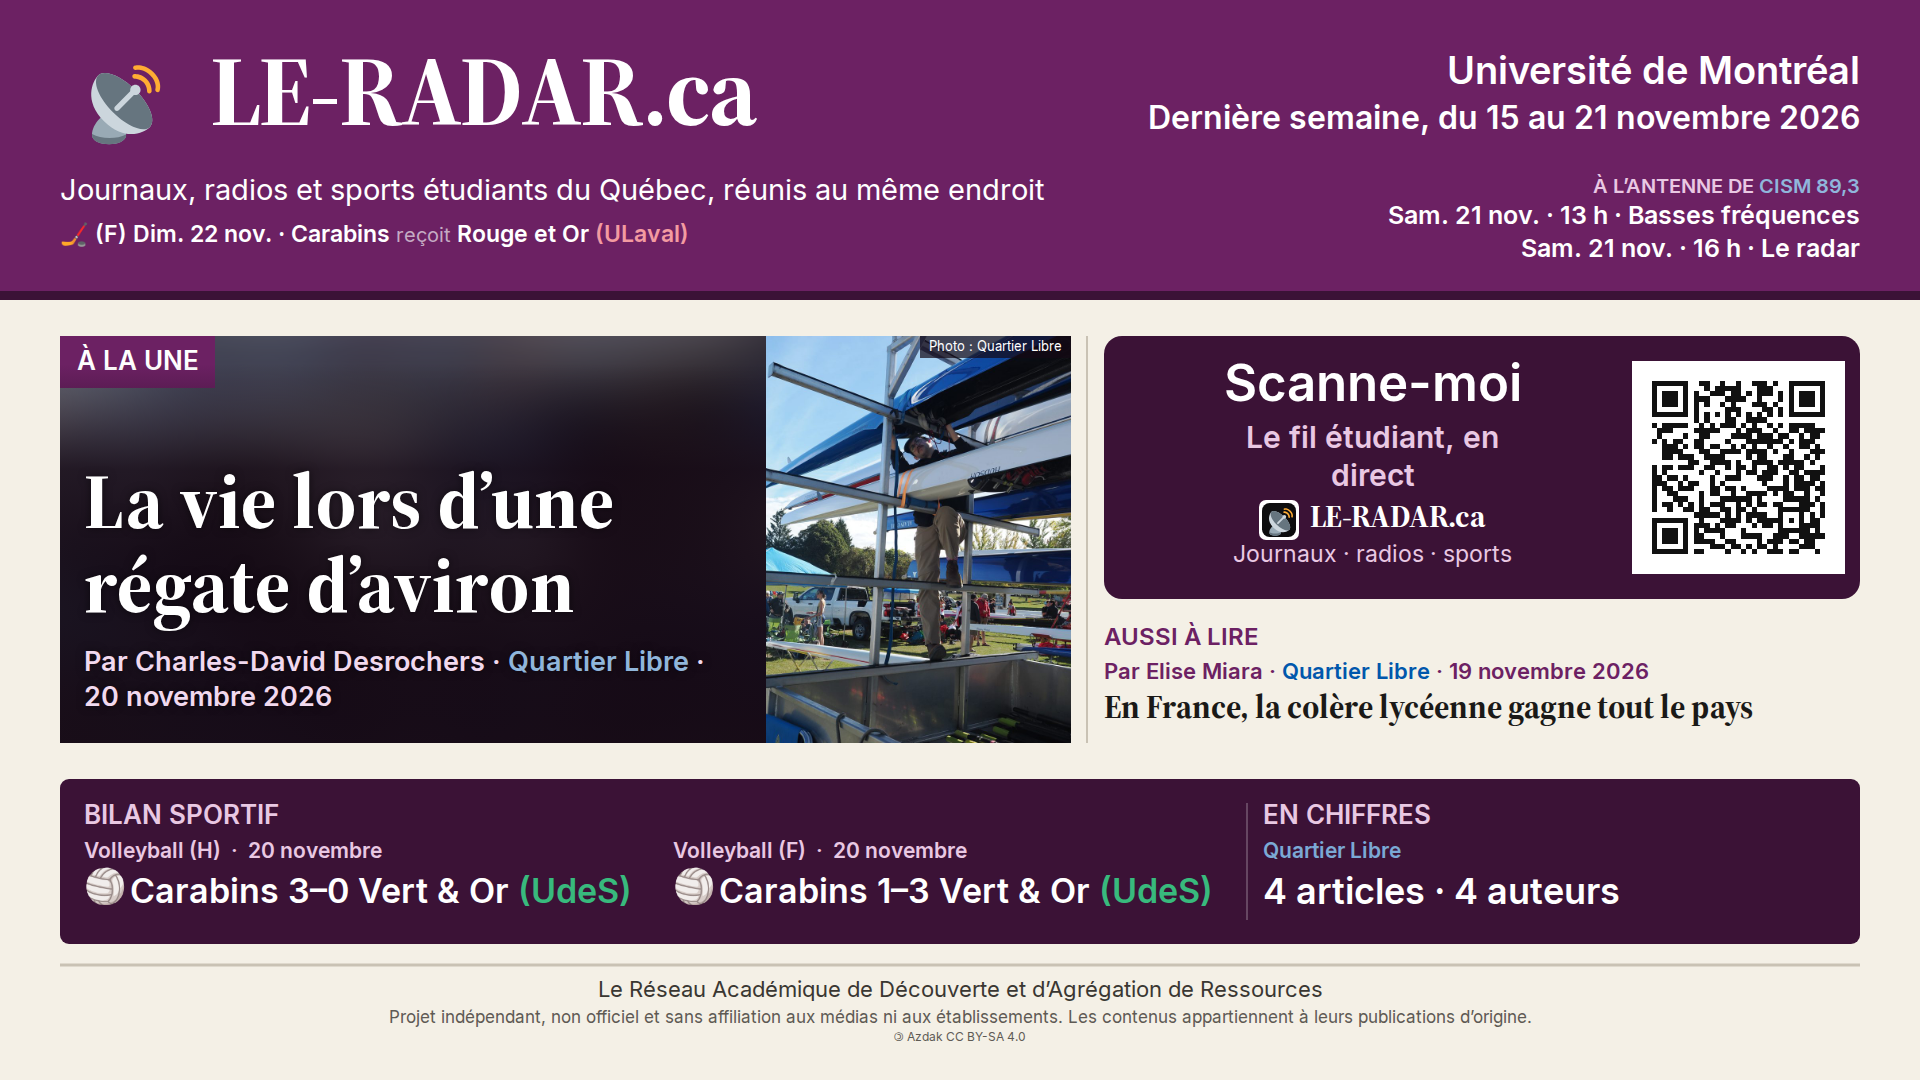 LE-RADAR.ca
Journaux, radios et sports étudiants du Québec, réunis au même endroit
(F) Dim. 22 nov. · Carabins reçoit Rouge et Or (ULaval)
Université de Montréal
Dernière semaine, du 15 au 21 novembre 2026
À L'ANTENNE DE CISM 89,3
Sam. 21 nov. · 13 h · Basses fréquences
Sam. 21 nov. · 16 h · Le radar
À LA UNE
Photo : Quartier Libre
La vie lors d'une
régate d'aviron
Par Charles-David Desrochers · Quartier Libre ·
20 novembre 2026
Scanne-moi
Le fil étudiant, en
direct
LE-RADAR.ca
Journaux · radios · sports
AUSSI À LIRE
Par Elise Miara · Quartier Libre · 19 novembre 2026
En France, la colère lycéenne gagne tout le pays
BILAN SPORTIF
Volleyball (H) · 20 novembre
Carabins 3–0 Vert & Or (UdeS)
Volleyball (F) · 20 novembre
Carabins 1–3 Vert & Or (UdeS)
EN CHIFFRES
Quartier Libre
4 articles · 4 auteurs
Le Réseau Académique de Découverte et d'Agrégation de Ressources
Projet indépendant, non officiel et sans affiliation aux médias ni aux établissements. Les contenus appartiennent à leurs publications d'origine.
🄯 Azdak CC BY-SA 4.0